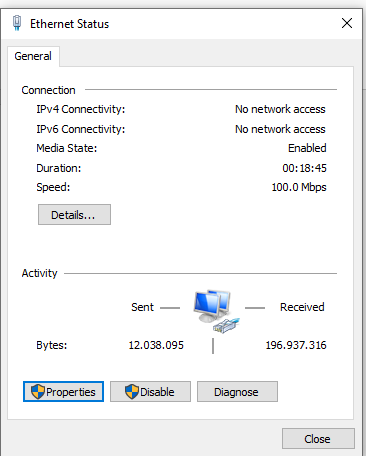 Ethernet Status
General
Connection
IPv4 Connectivity: No network access
IPv6 Connectivity: No network access
Media State: Enabled
Duration: 00:18:45
Speed: 100.0 Mbps
Details...
Activity
Sent Received
Bytes: 12.038.095 196.937.316
Properties Disable Diagnose
Close